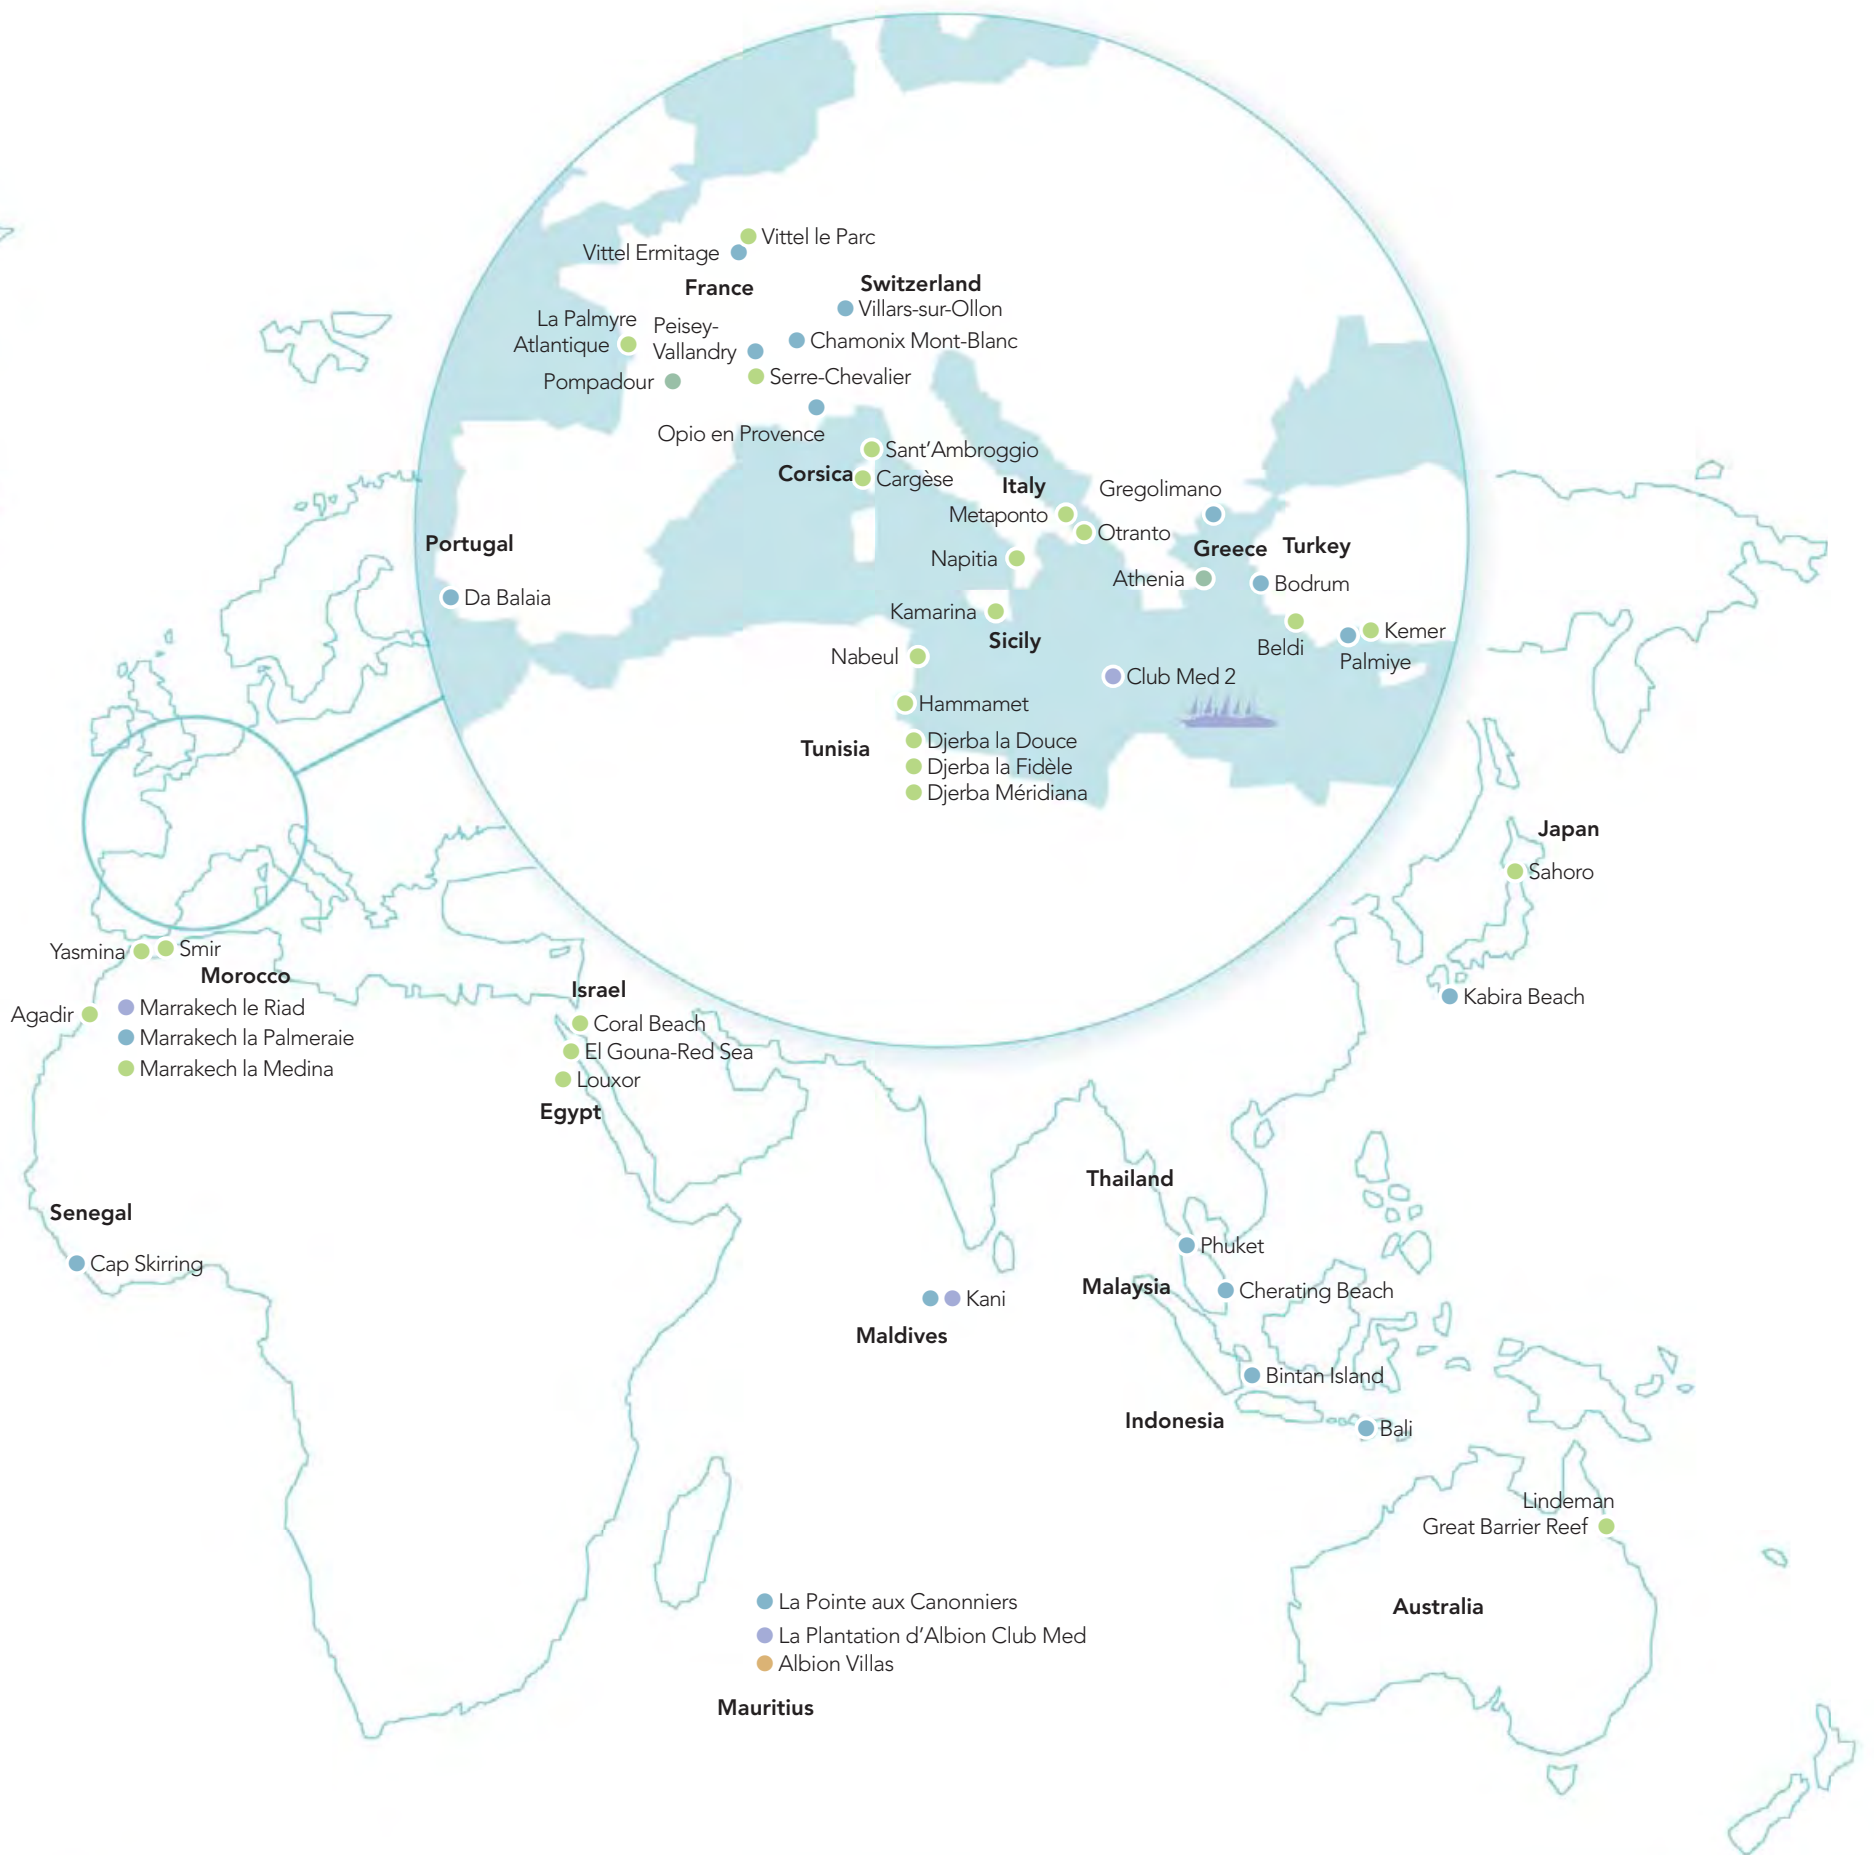 Vittel le Parc
Vittel Ermitage
France
Switzerland
Villars-sur-Ollon
La Palmyre
Atlantique
Peisey-
Vallandry
Chamonix Mont-Blanc
Pompadour
Serre-Chevalier
Opio en Provence
Sant'Ambroggio
Corsica
Cargèse
Italy
Gregolimano
Metaponto
Otranto
Portugal
Greece
Turkey
Napitia
Athenia
Bodrum
Da Balaia
Kamarina
Sicily
Beldi
Kemer
Palmiye
Nabeul
Club Med 2
Hammamet
Tunisia
Djerba la Douce
Djerba la Fidèle
Djerba Méridiana
Japan
Sahoro
Yasmina
Smir
Morocco
Agadir
Marrakech le Riad
Marrakech la Palmeraie
Marrakech la Medina
Israel
Coral Beach
El Gouna-Red Sea
Louxor
Egypt
Kabira Beach
Thailand
Senegal
Cap Skirring
Phuket
Malaysia
Cherating Beach
Kani
Maldives
Bintan Island
Indonesia
Bali
Lindeman
Great Barrier Reef
Australia
La Pointe aux Canonniers
La Plantation d'Albion Club Med
Albion Villas
Mauritius